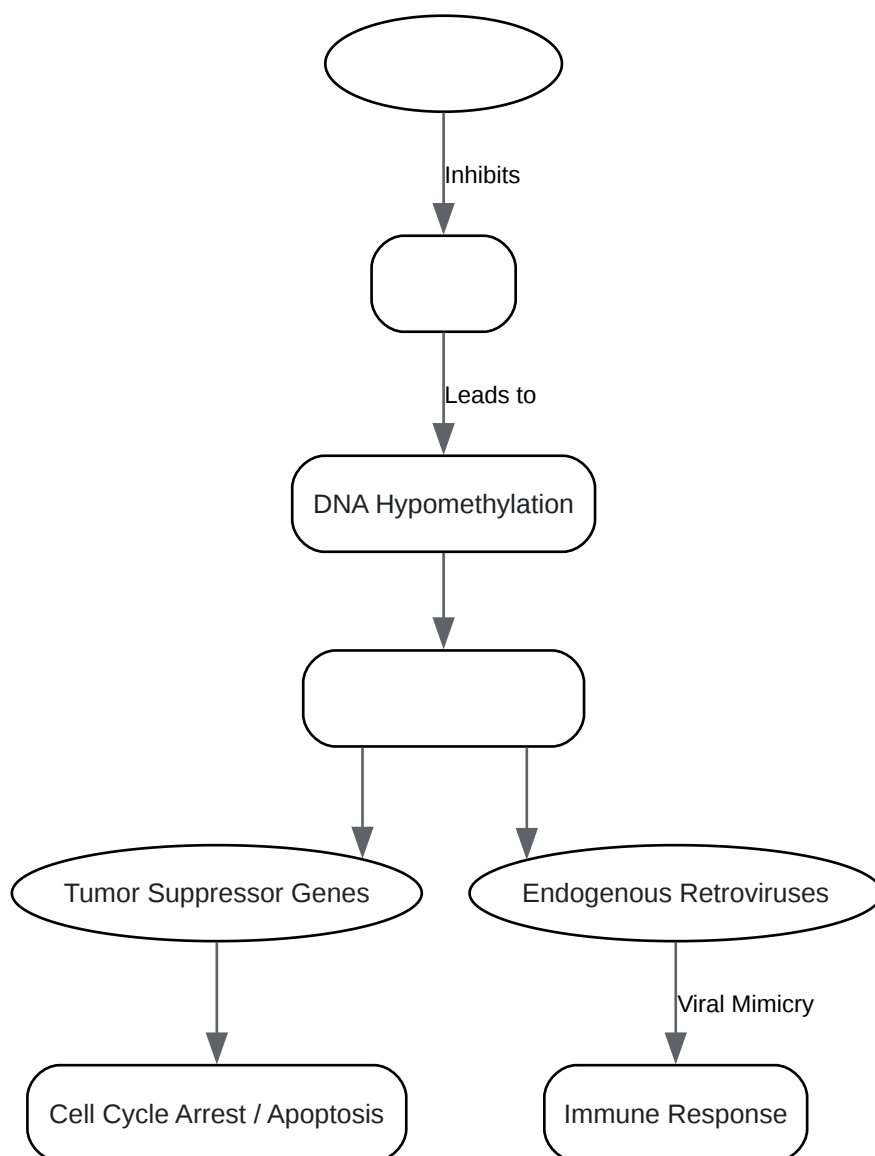 Inhibits
Leads to
DNA Hypomethylation
Tumor Suppressor Genes
Endogenous Retroviruses
Viral Mimicry
Cell Cycle Arrest / Apoptosis
Immune Response